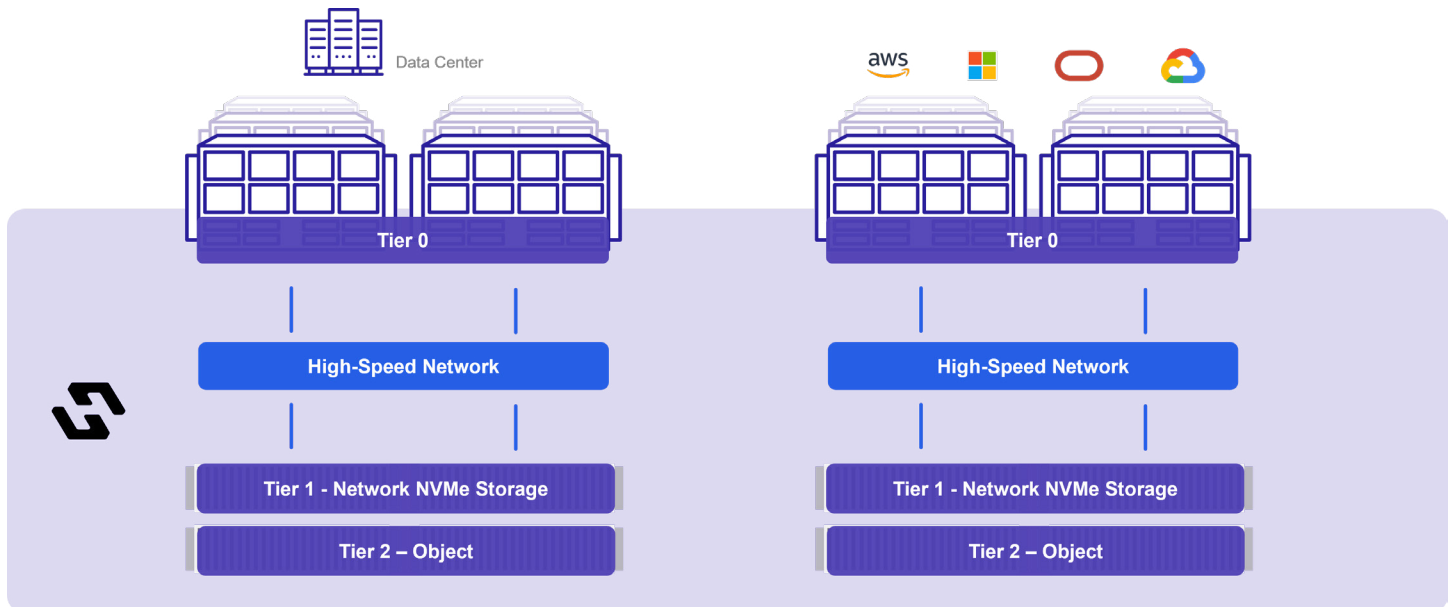 Data Center
aws
Tier 0
Tier 0
High-Speed Network
High-Speed Network
Tier 1 - Network NVMe Storage
Tier 1 - Network NVMe Storage
Tier 2 – Object
Tier 2 – Object